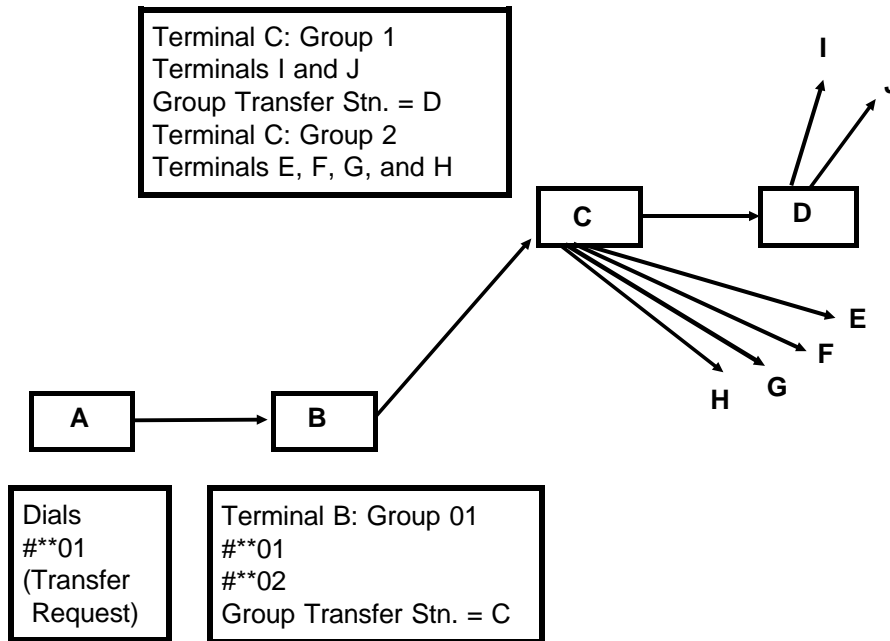 Terminal C: Group 1
Terminals I and J
Group Transfer Stn. = D
Terminal C: Group 2
Terminals E, F, G, and H
I
J
C
D
E
F
G
H
A
B
Dials
#**01
(Transfer
Request)
Terminal B: Group 01
#**01
#**02
Group Transfer Stn. = C